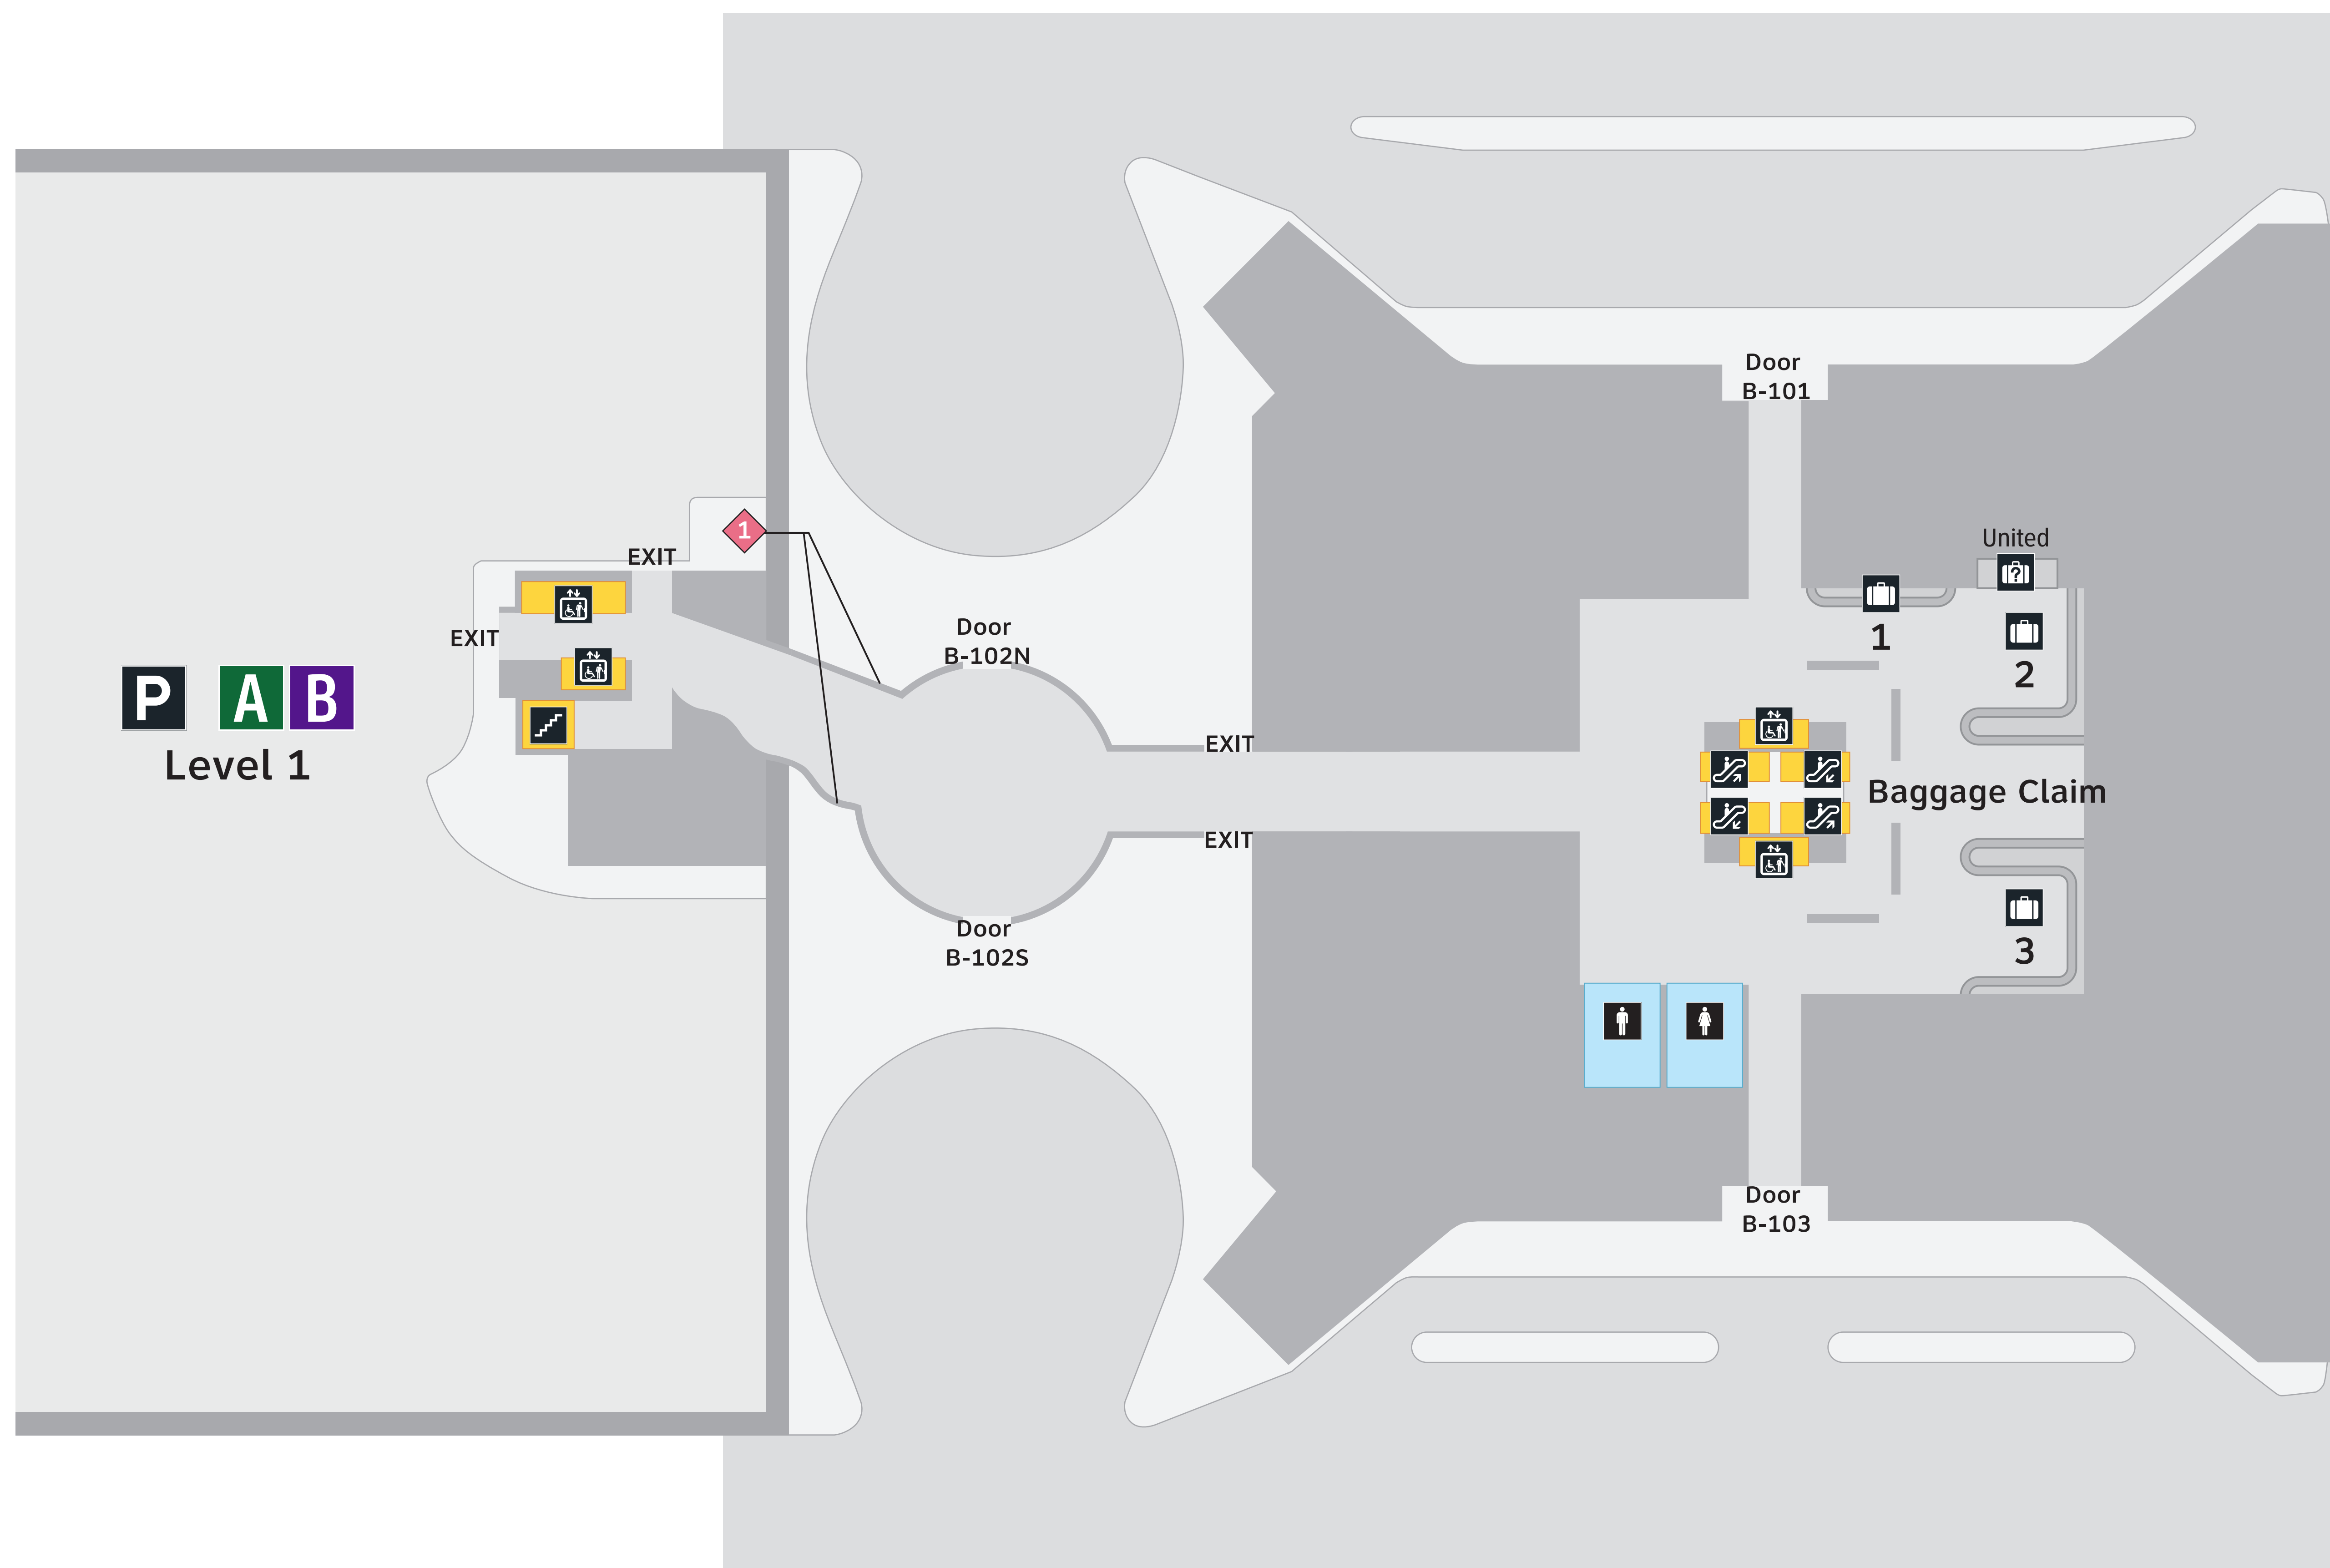 Door
B-101
United
?
1
EXIT
1
2
Door
B-102N
EXIT
P A B
Level 1
EXIT
Baggage Claim
EXIT
Door
B-102S
3
Door
B-103